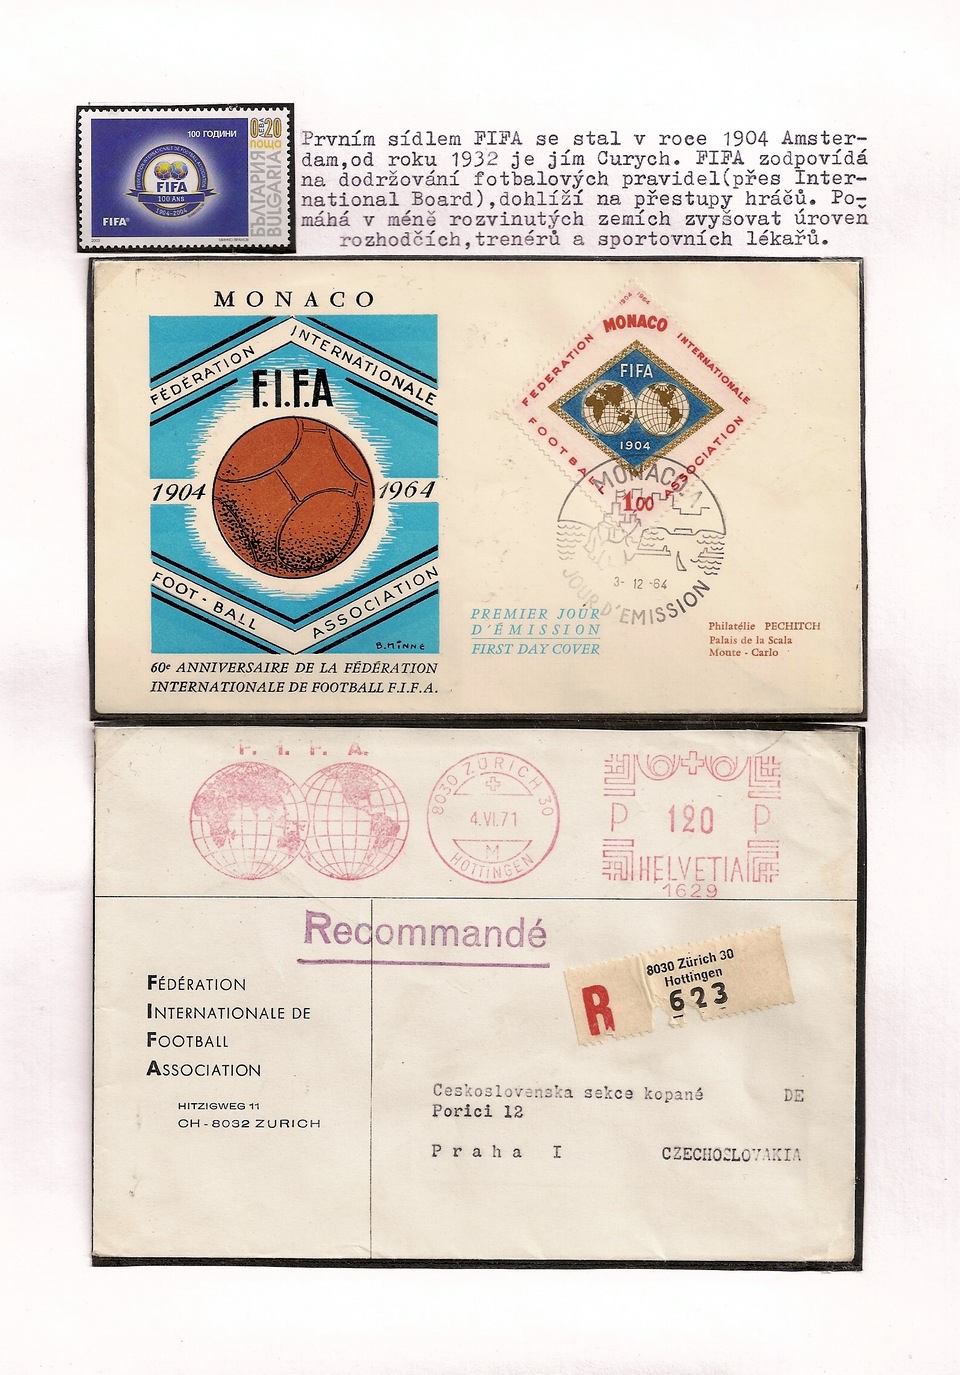 100 ГОДИНИ
0.20
ЛЕВА
поща
БЪЛГАРИЯ
BULGARIA
FÉDÉRATION INTERNATIONALE DE FOOTBALL ASSOCIATION
FIFA
100 ANS
1904-2004
FIFA
Prvním sídlem FIFA se stal v roce 1904 Amster-
dam,od roku 1932 je jím Curych. FIFA zodpovídá
na dodržování fotbalových pravidel(přes Inter-
national Board),dohlíží na přestupy hráčů. Po-
máhá v méně rozvinutých zemích zvyšovat úroveň
rozhodčích,trenérů a sportovních lékařů.
MONACO
FÉDÉRATION INTERNATIONALE
F.I.F.A
1904 1964
FOOT-BALL ASSOCIATION
B.MINNE
60e ANNIVERSAIRE DE LA FÉDÉRATION
INTERNATIONALE DE FOOTBALL F.I.F.A.
1904 1964
MONACO
FEDERATION INTERNATIONALE
FIFA
1904
FOOTBALL ASSOCIATION
1,00
MONACO-A
3- 12 -64
JOUR D'EMISSION
PREMIER JOUR
D'ÉMISSION
FIRST DAY COVER
Philatélie PECHITCH
Palais de la Scala
Monte - Carlo
F. I. F. A.
8030 ZÜRICH 30
4.VI.71
M
HOTTINGEN
P 120 P
HELVETIA
1629
Recommandé
FÉDÉRATION
INTERNATIONALE DE
FOOTBALL
ASSOCIATION
HITZIGWEG 11
CH-8032 ZURICH
R
8030 Zürich 30
Hottingen
623
Ceskoslovenska sekce kopané DE
Porici 12
Praha I CZECHOSLOVAKIA